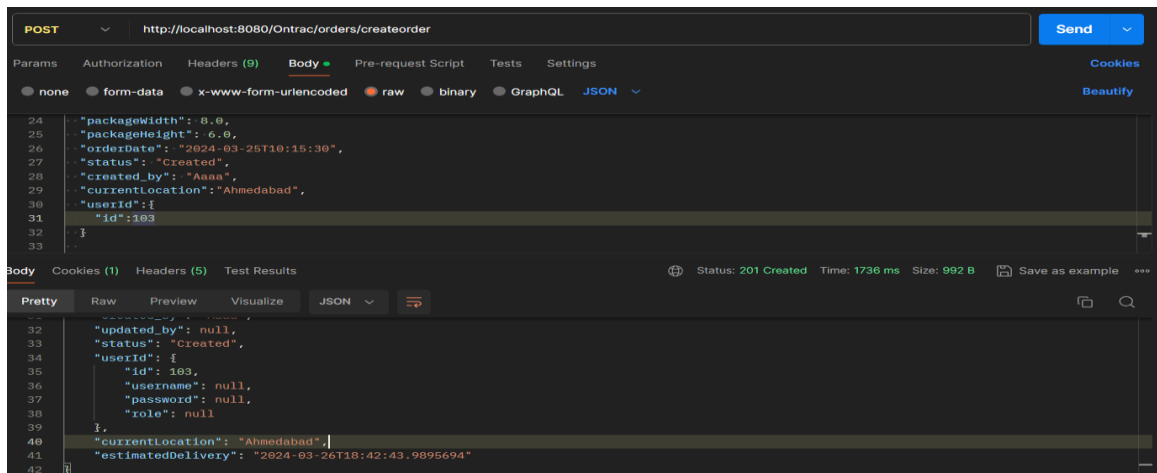 POST http://localhost:8080/Ontrac/orders/createorder Send
Params Authorization Headers (9) Body Pre-request Script Tests Settings Cookies
none form-data x-www-form-urlencoded raw binary GraphQL JSON Beautify
24 "packageWidth": 8.0,
25 "packageHeight": 6.0,
26 "orderDate": "2024-03-25T10:15:30",
27 "status": "Created",
28 "created_by": "Aaaa",
29 "currentLocation":"Ahmedabad",
30 "userId":{
31 "id":103
32 }
33
Body Cookies (1) Headers (5) Test Results Status: 201 Created Time: 1736 ms Size: 992 B Save as example
Pretty Raw Preview Visualize JSON
32 "updated_by": null,
33 "status": "Created",
34 "userId": {
35 "id": 103,
36 "username": null,
37 "password": null,
38 "role": null
39 },
40 "currentLocation": "Ahmedabad",
41 "estimatedDelivery": "2024-03-26T18:42:43.9895694"
42 }